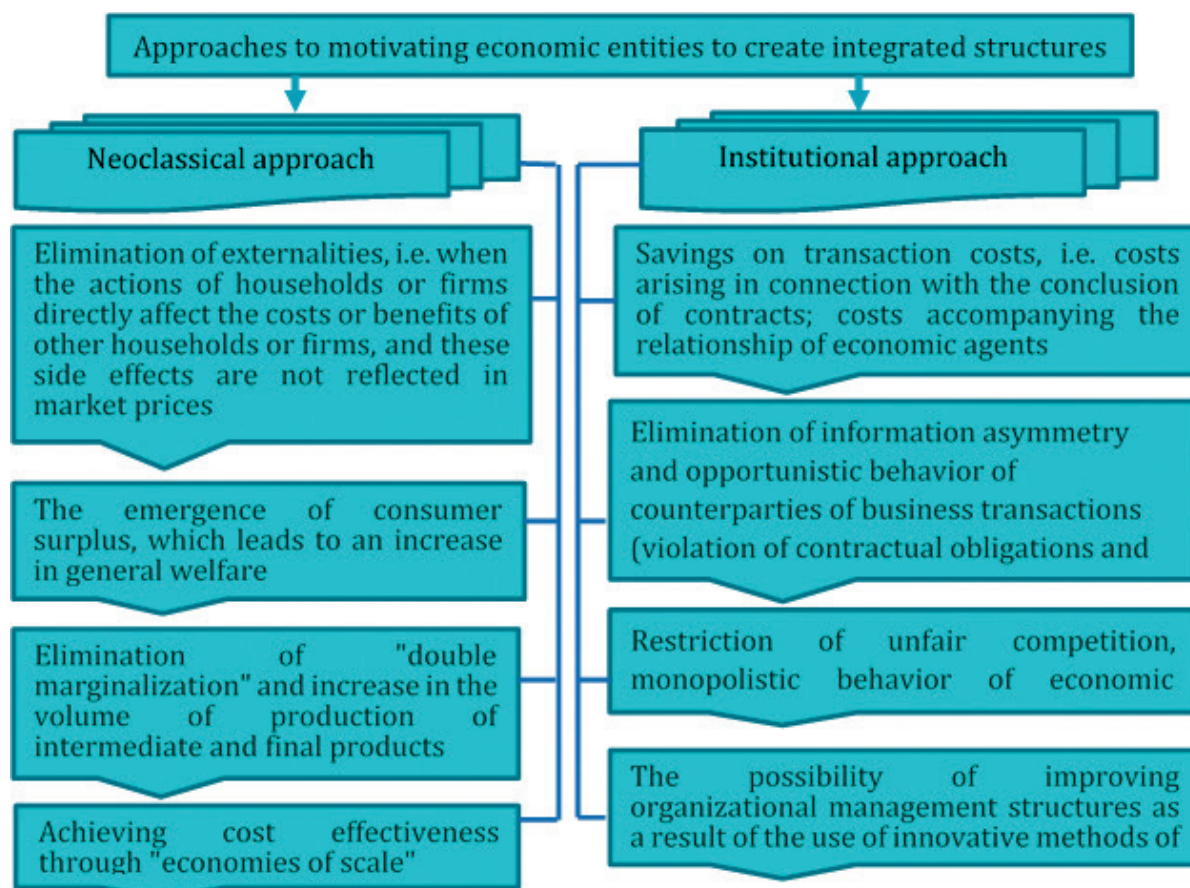 Approaches to motivating economic entities to create integrated structures
Neoclassical approach
Elimination of externalities, i.e. when
the actions of households or firms
directly affect the costs or benefits of
other households or firms, and these
side effects are not reflected in
market prices
The emergence of consumer
surplus, which leads to an increase
in general welfare
Elimination of "double
marginalization" and increase in the
volume of production of
intermediate and final products
Achieving cost effectiveness
through "economies of scale"
Institutional approach
Savings on transaction costs, i.e. costs
arising in connection with the conclusion
of contracts; costs accompanying the
relationship of economic agents
Elimination of information asymmetry
and opportunistic behavior of
counterparties of business transactions
(violation of contractual obligations and
Restriction of unfair competition,
monopolistic behavior of economic
The possibility of improving
organizational management structures as
a result of the use of innovative methods of